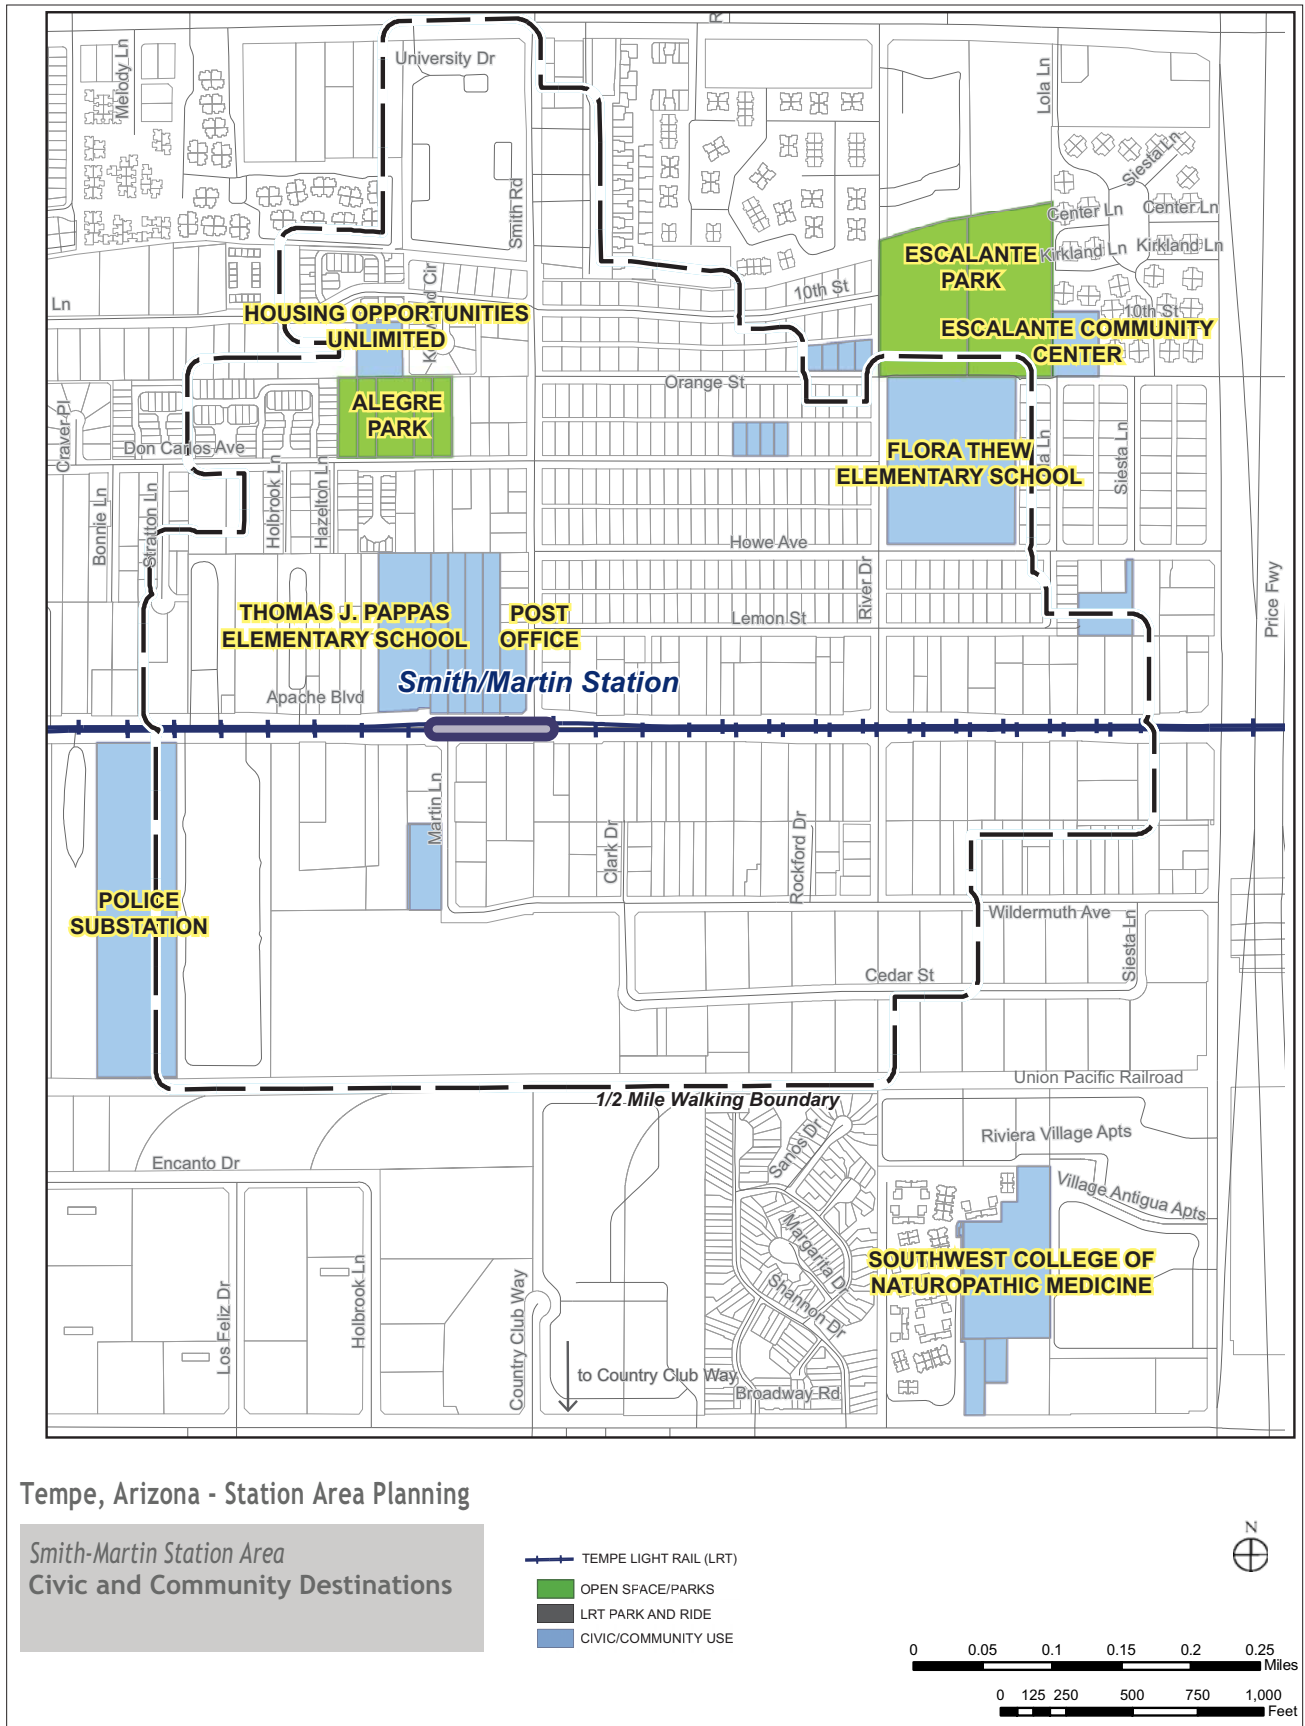 R
University Dr
Melody Ln
Lola Ln
Smith Rd
Siesta Ln
Center Ln
Center Ln
Kirkland Ln
Kirkland Ln
ESCALANTE
PARK
10th St
10th St
Ln
HOUSING OPPORTUNITIES
UNLIMITED
ESCALANTE COMMUNITY
CENTER
Orange St
ALEGRE
PARK
Craver Pl
Don Carlos Ave
FLORA THEW
ELEMENTARY SCHOOL
Siesta Ln
Bonnie Ln
Stratton Ln
Holbrook Ln
Hazelton Ln
Howe Ave
River Dr
Price Fwy
THOMAS J. PAPPAS
ELEMENTARY SCHOOL
POST
OFFICE
Lemon St
Smith/Martin Station
Apache Blvd
Martin Ln
Clark Dr
Rockford Dr
POLICE
SUBSTATION
Wildermuth Ave
Siesta Ln
Cedar St
Union Pacific Railroad
1/2 Mile Walking Boundary
Riviera Village Apts
Encanto Dr
Sanos Dr
Village Antigua Apts
Margarita Dr
SOUTHWEST COLLEGE OF
NATUROPATHIC MEDICINE
Shannon Dr
Los Feliz Dr
Holbrook Ln
Country Club Way
to Country Club Way
Broadway Rd
Tempe, Arizona - Station Area Planning
Smith-Martin Station Area
Civic and Community Destinations
TEMPE LIGHT RAIL (LRT)
OPEN SPACE/PARKS
LRT PARK AND RIDE
CIVIC/COMMUNITY USE
N
0 0.05 0.1 0.15 0.2 0.25
Miles
0 125 250 500 750 1,000
Feet